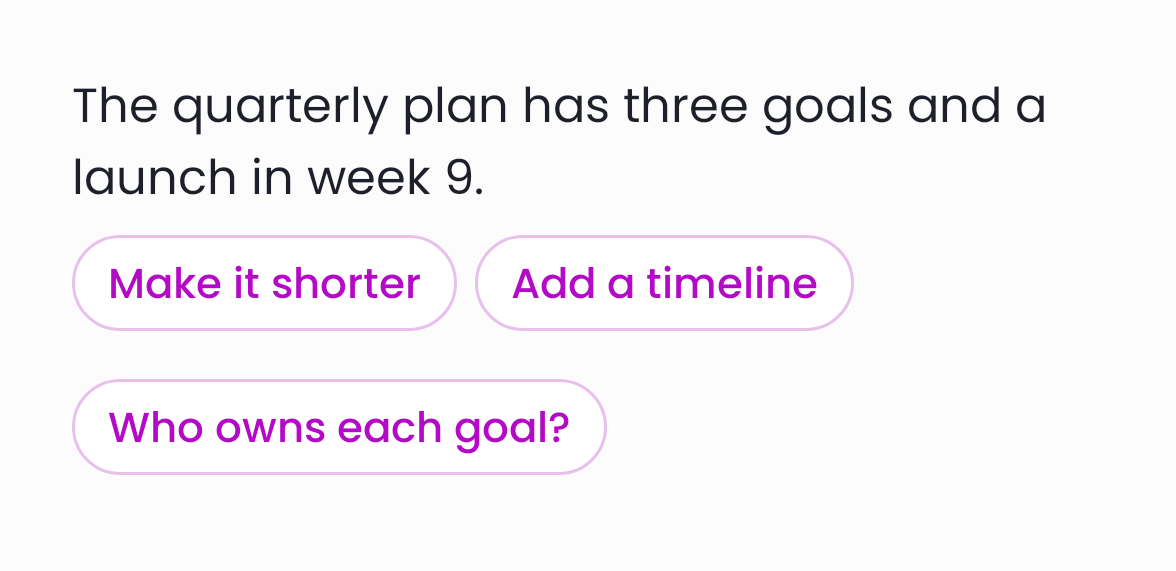 The quarterly plan has three goals and a
launch in week 9.
Make it shorter
Add a timeline
Who owns each goal?